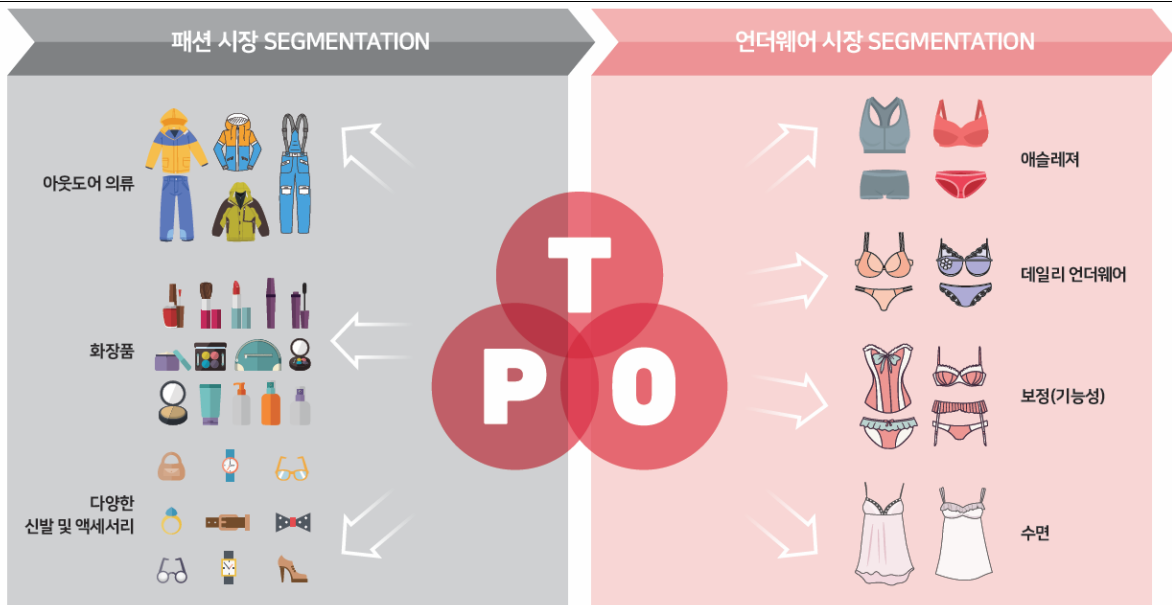 패션 시장 SEGMENTATION
언더웨어 시장 SEGMENTATION
아웃도어 의류
화장품
다양한
신발 및 액세서리
T
P O
애슬레져
데일리 언더웨어
보정(기능성)
수면